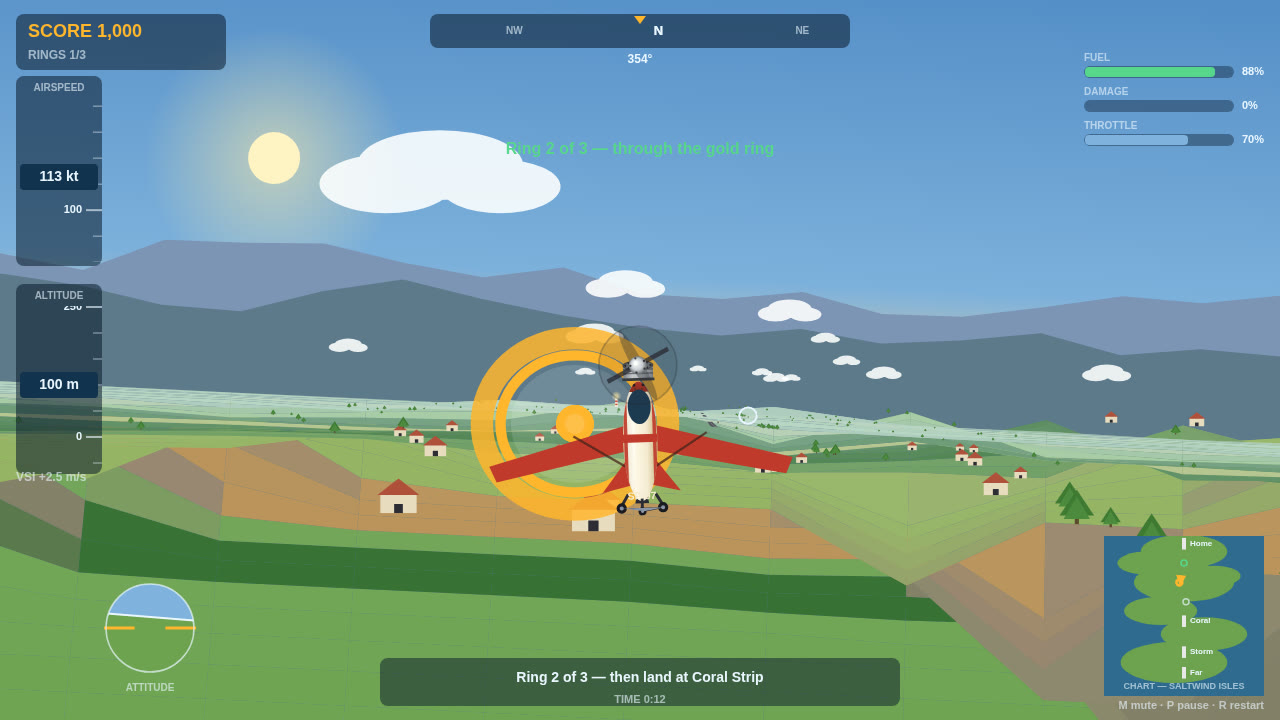 SCORE 1,000
RINGS 1/3
NW N NE
354°
FUEL
88%
DAMAGE
0%
THROTTLE
70%
AIRSPEED
113 kt
100
Ring 2 of 3 — through the gold ring
ALTITUDE
250
100 m
0
VSI +2.5 m/s
ATTITUDE
Ring 2 of 3 — then land at Coral Strip
TIME 0:12
Home
Coral
Storm
Far
CHART — SALTWIND ISLES
M mute · P pause · R restart